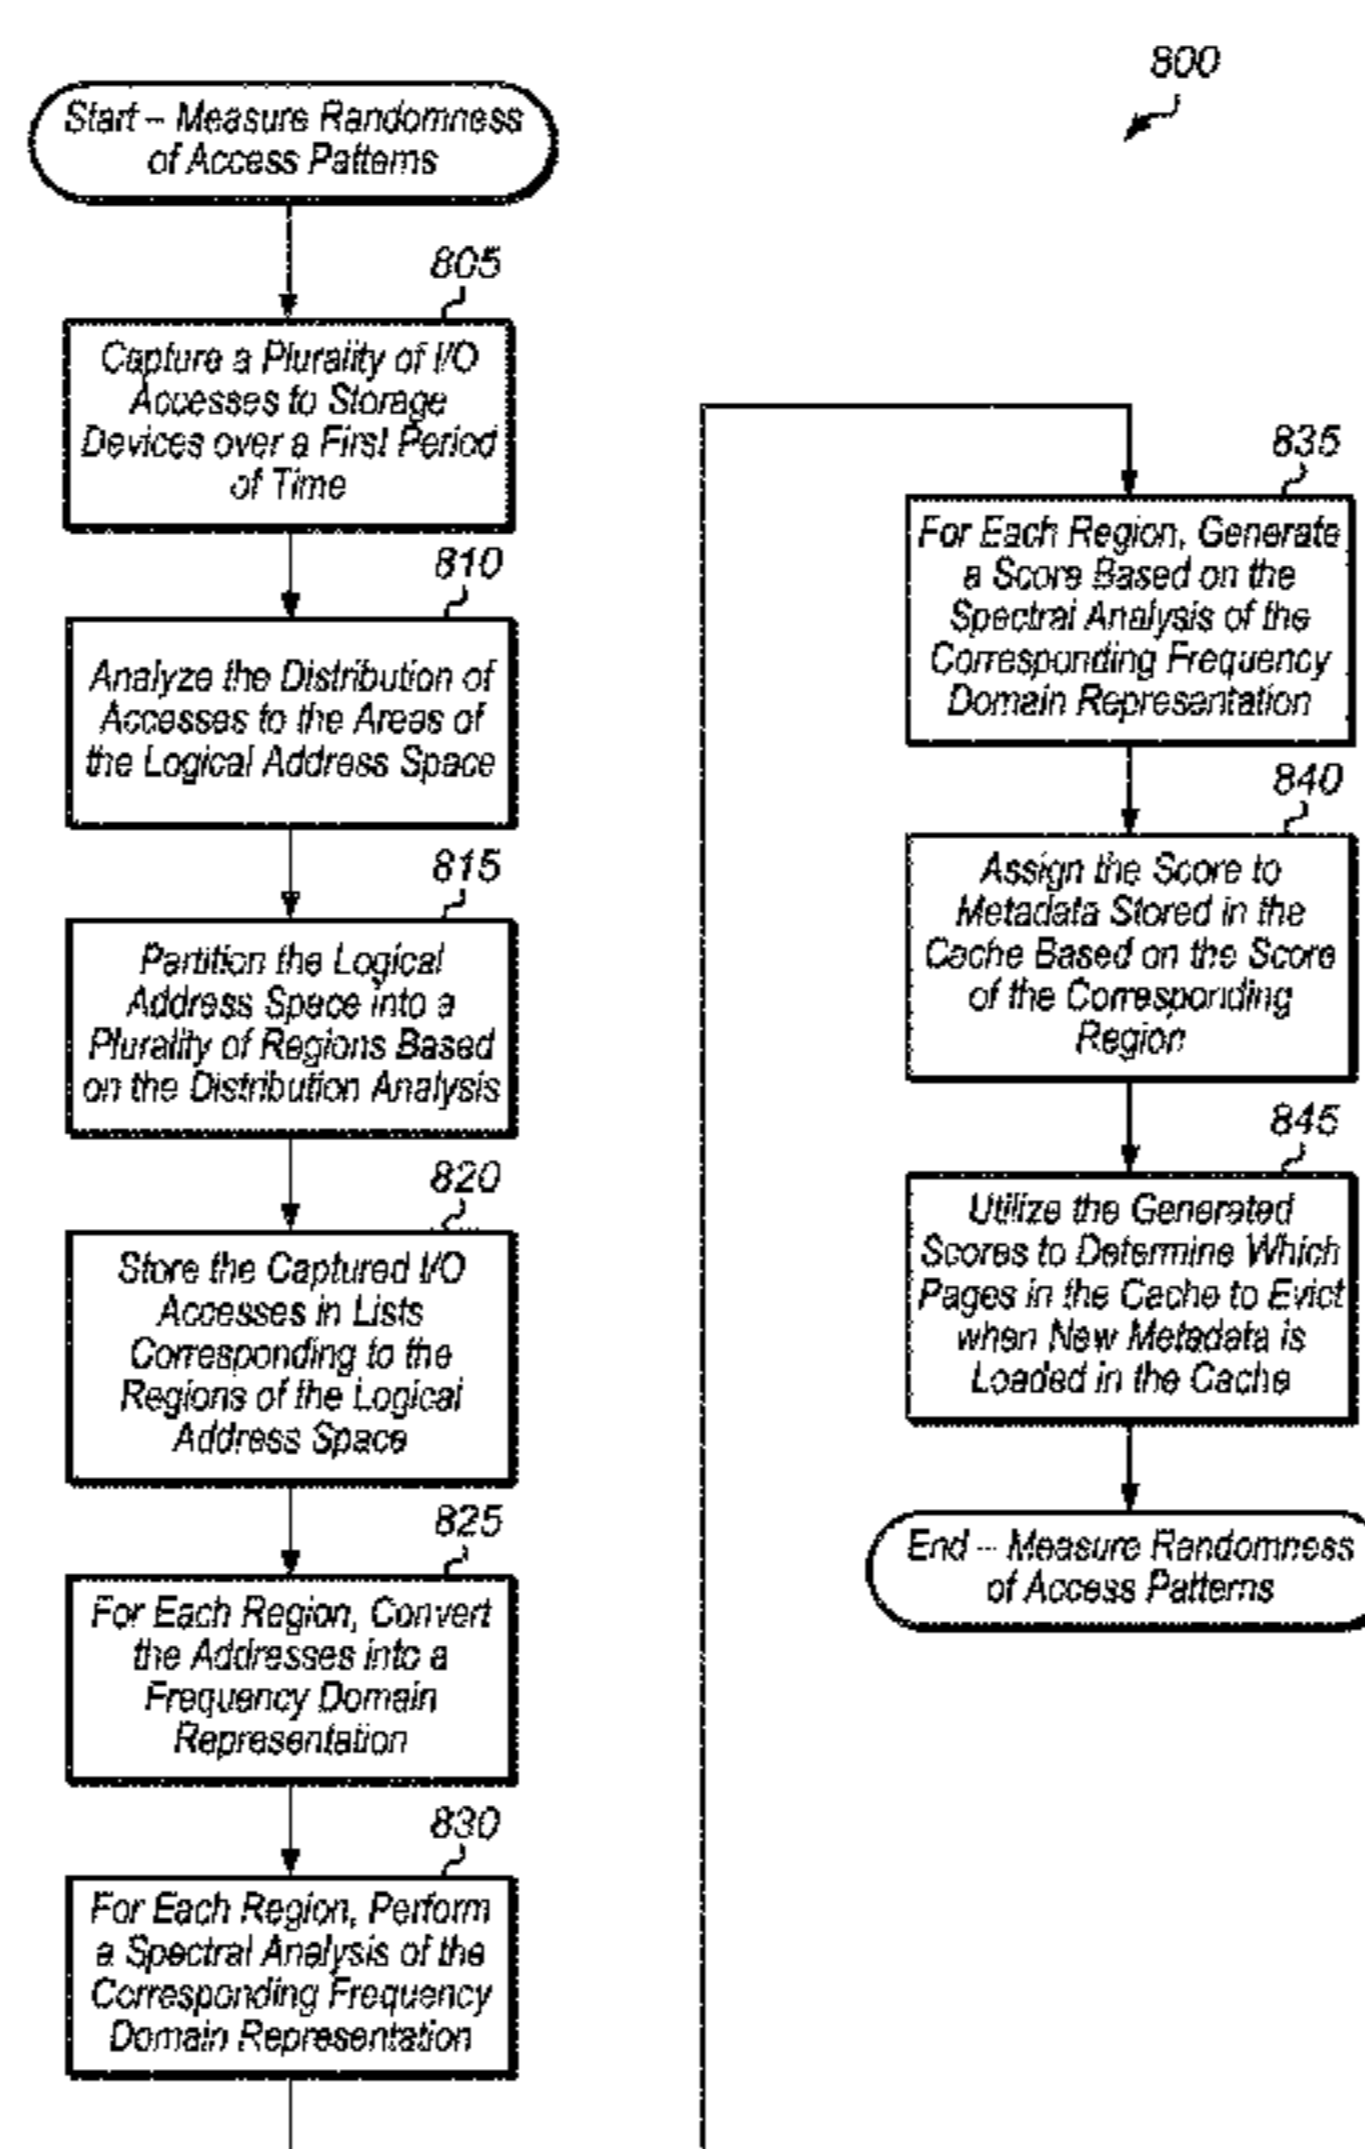 800
Start – Measure Randomness
of Access Patterns
805
Capture a Plurality of I/O
Accesses to Storage
Devices over a First Period
of Time
810
Analyze the Distribution of
Accesses to the Areas of
the Logical Address Space
815
Partition the Logical
Address Space into a
Plurality of Regions Based
on the Distribution Analysis
820
Store the Captured I/O
Accesses in Lists
Corresponding to the
Regions of the Logical
Address Space
825
For Each Region, Convert
the Addresses into a
Frequency Domain
Representation
830
For Each Region, Perform
a Spectral Analysis of the
Corresponding Frequency
Domain Representation
835
For Each Region, Generate
a Score Based on the
Spectral Analysis of the
Corresponding Frequency
Domain Representation
840
Assign the Score to
Metadata Stored in the
Cache Based on the Score
of the Corresponding
Region
845
Utilize the Generated
Scores to Determine Which
Pages in the Cache to Evict
when New Metadata is
Loaded in the Cache
End – Measure Randomness
of Access Patterns